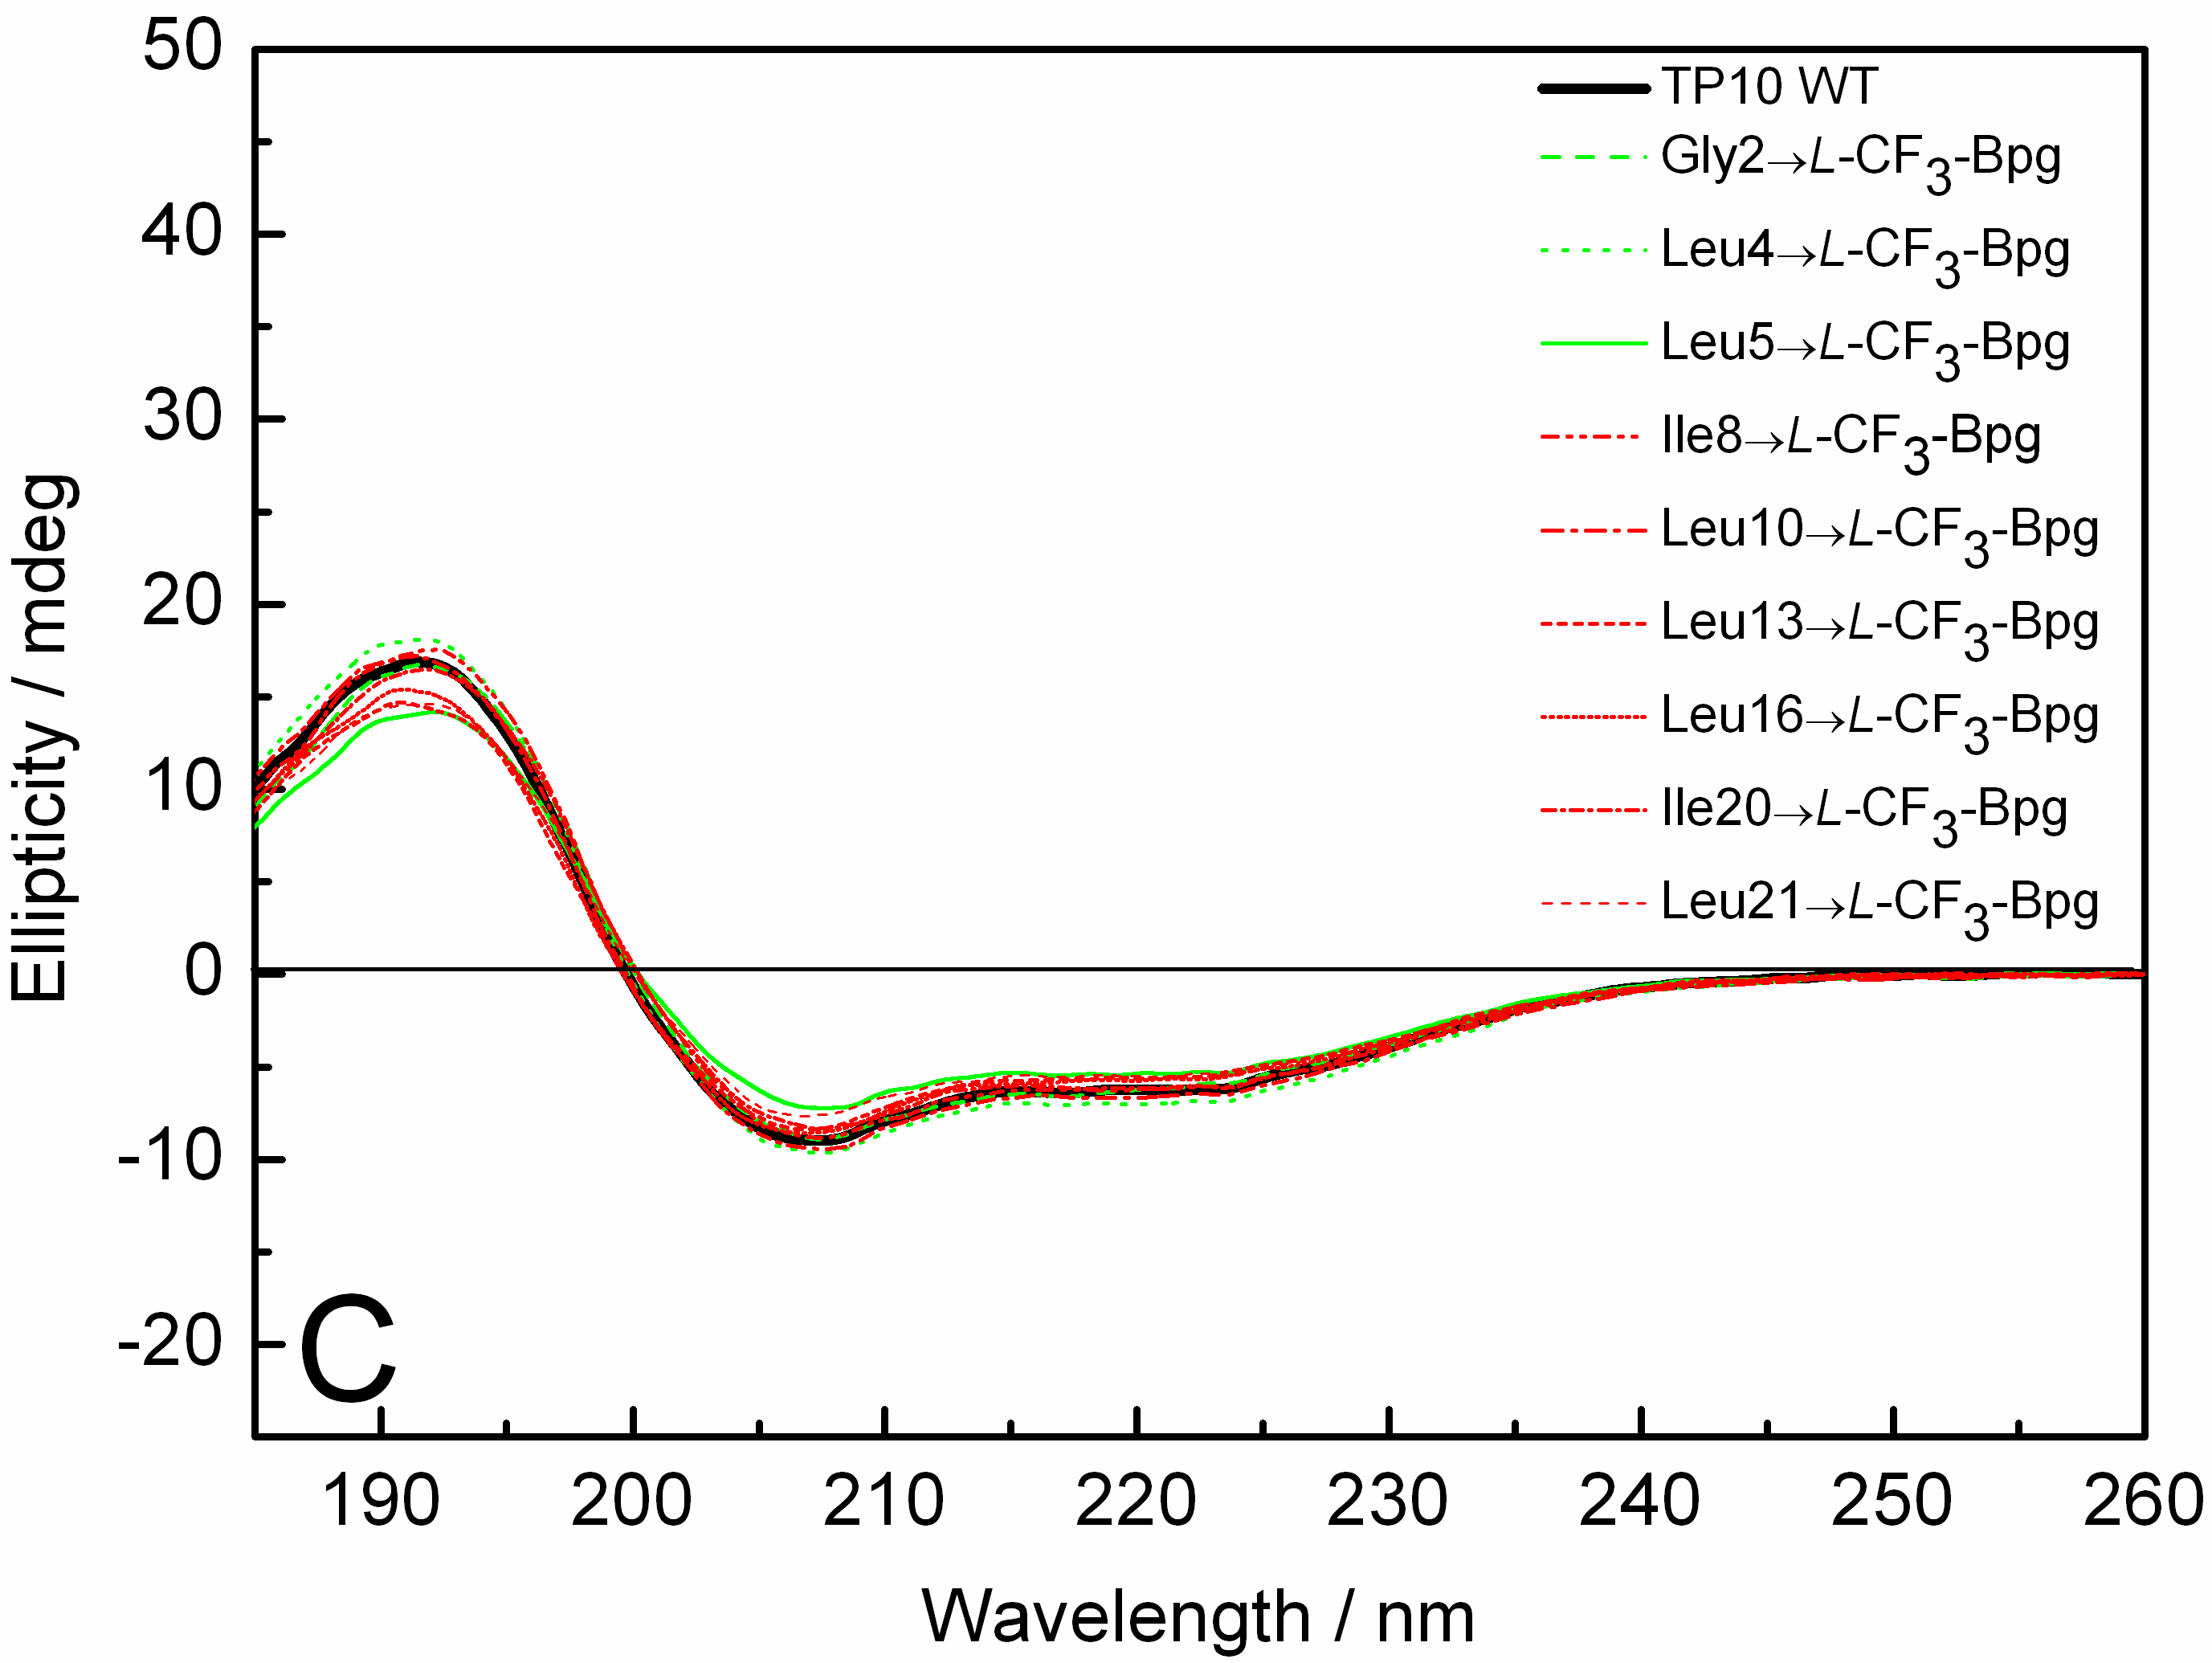 50
40
30
20
10
0
-10
-20
Ellipticity / mdeg
TP10 WT
Gly2→L-CF3-Bpg
Leu4→L-CF3-Bpg
Leu5→L-CF3-Bpg
Ile8→L-CF3-Bpg
Leu10→L-CF3-Bpg
Leu13→L-CF3-Bpg
Leu16→L-CF3-Bpg
Ile20→L-CF3-Bpg
Leu21→L-CF3-Bpg
C
190 200 210 220 230 240 250 260
Wavelength / nm